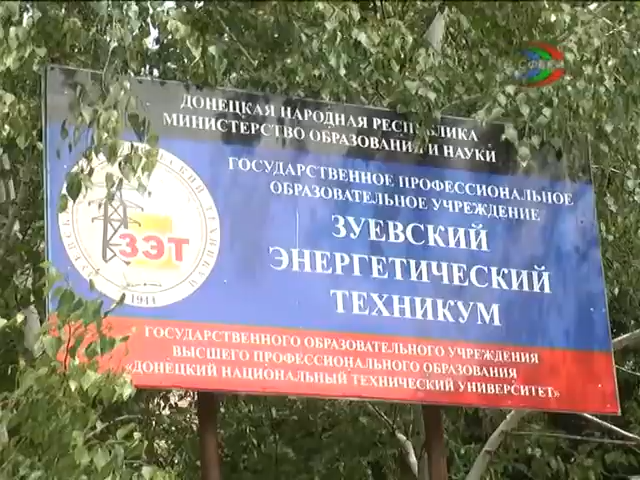 ДОНЕЦКАЯ НАРОДНАЯ РЕСПУБЛИКА
МИНИСТЕРСТВО ОБРАЗОВАНИЯ И НАУКИ
ГОСУДАРСТВЕННОЕ ПРОФЕССИОНАЛЬНОЕ
ОБРАЗОВАТЕЛЬНОЕ УЧРЕЖДЕНИЕ
ЗУЕВСКИЙ
ЭНЕРГЕТИЧЕСКИЙ
ТЕХНИКУМ
ЗЭТ
ГОСУДАРСТВЕННОГО ОБРАЗОВАТЕЛЬНОГО УЧРЕЖДЕНИЯ
ВЫСШЕГО ПРОФЕССИОНАЛЬНОГО ОБРАЗОВАНИЯ
«ДОНЕЦКИЙ НАЦИОНАЛЬНЫЙ ТЕХНИЧЕСКИЙ УНИВЕРСИТЕТ»